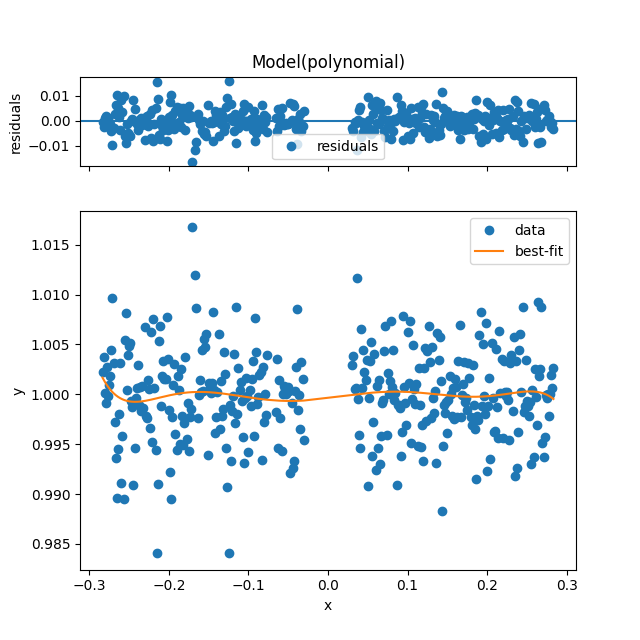 Model(polynomial)
residuals
0.01
0.00
−0.01
residuals
y
1.015
1.010
1.005
1.000
0.995
0.990
0.985
data
best-fit
−0.3
−0.2
−0.1
0.0
0.1
0.2
0.3
x